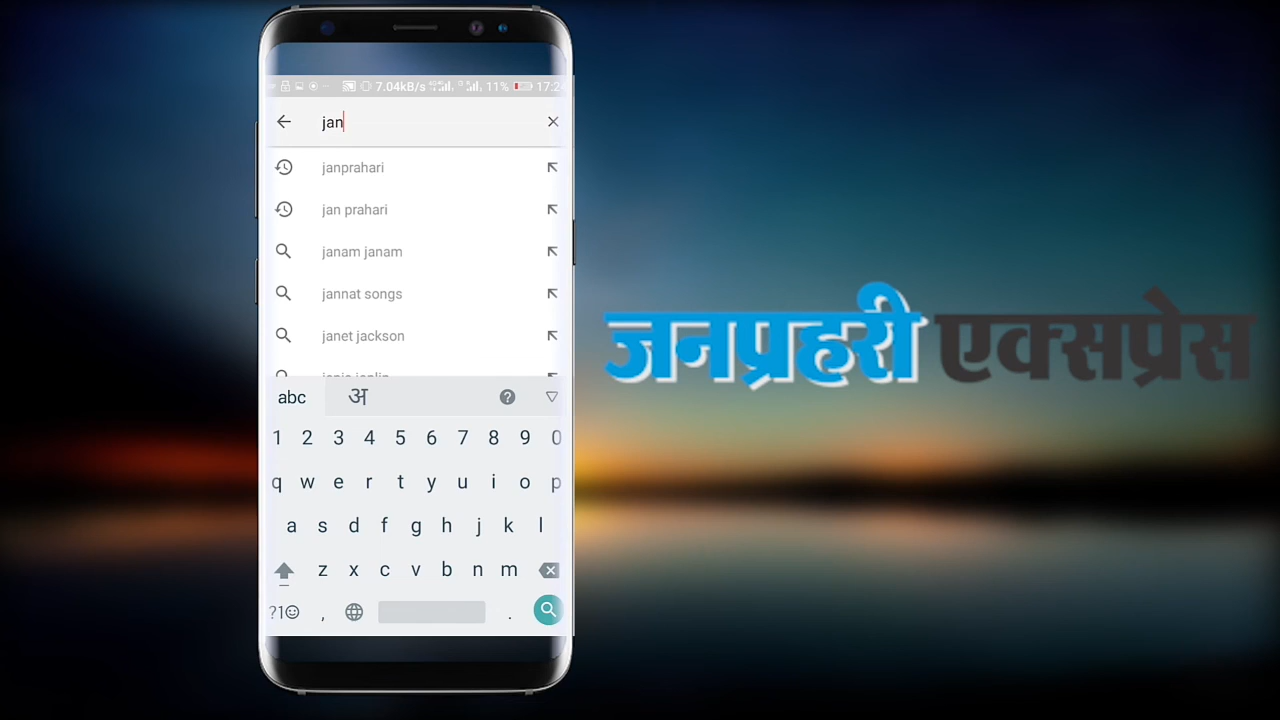 7.04kB/s 11% 17:2
jan
janprahari
jan prahari
janam janam
jannat songs
janet jackson
abc अ
1 2 3 4 5 6 7 8 9 0
q w e r t y u i o p
a s d f g h j k l
z x c v b n m
?1☺ , .
जनप्रहरी एक्सप्रेस